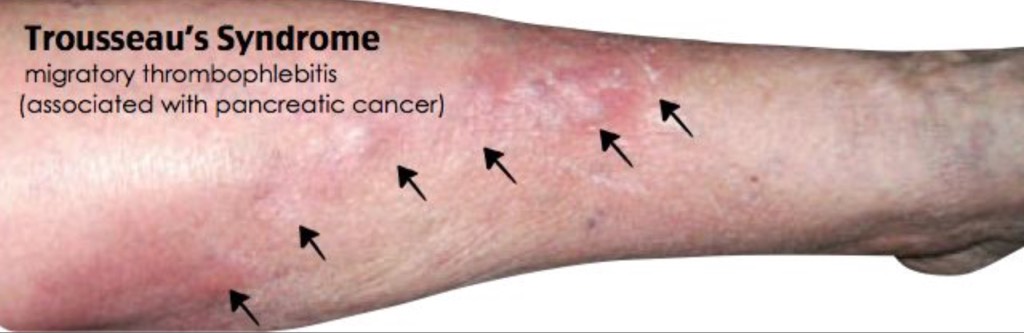 Trousseau's Syndrome
migratory thrombophlebitis
(associated with pancreatic cancer)